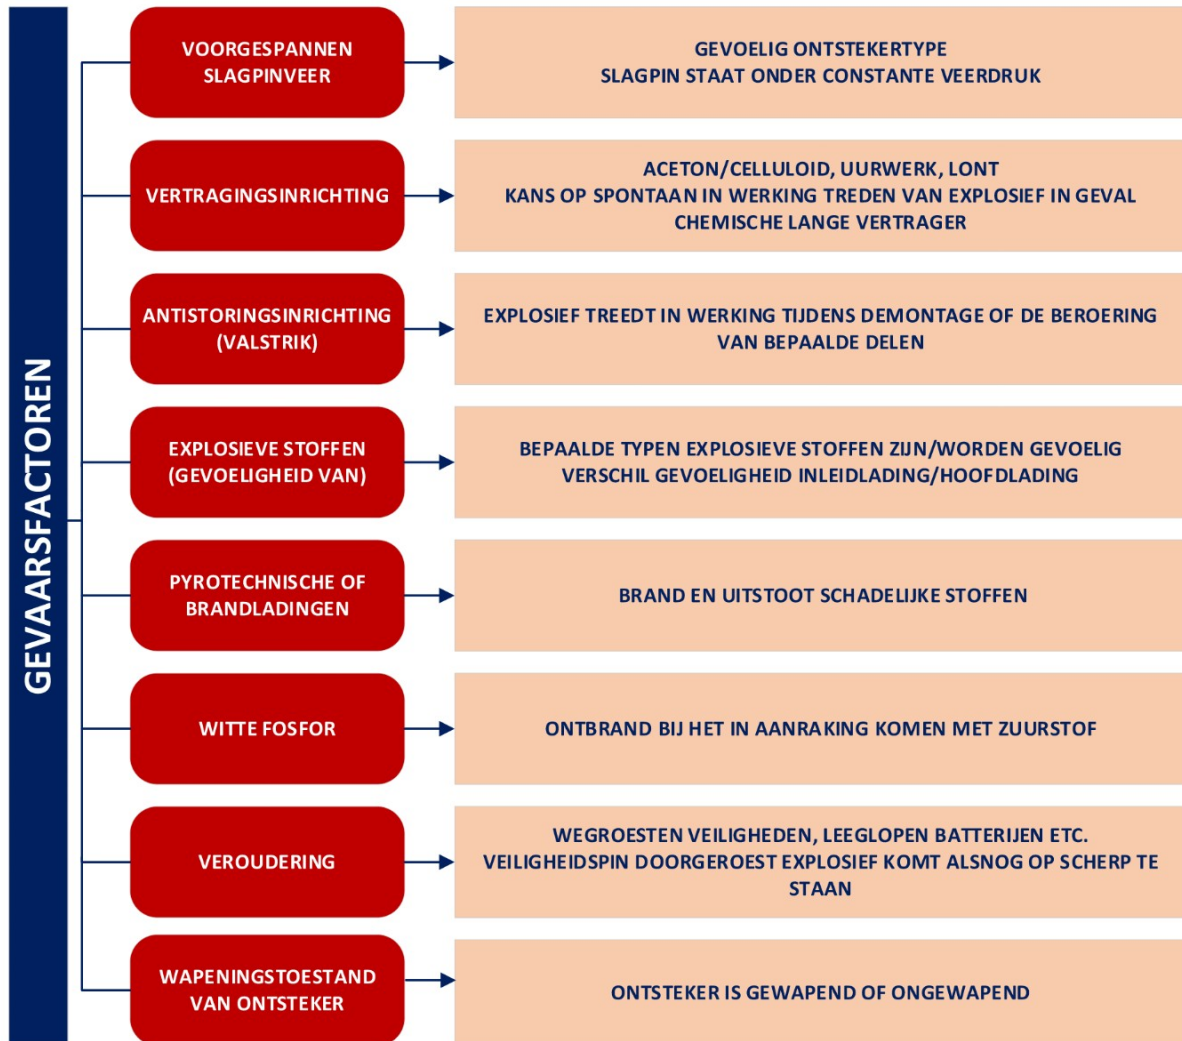 GEVAARSFACTOREN
VOORGESPANNEN
SLAGPINVEER
GEVOELIG ONTSTEKERTYPE
SLAGPIN STAAT ONDER CONSTANTE VEERDRUK
VERTRAGINGSINRICHTING
ACETON/CELLULOID, UURWERK, LONT
KANS OP SPONTAAN IN WERKING TREDEN VAN EXPLOSIEF IN GEVAL
CHEMISCHE LANGE VERTRAGER
ANTISTORINGSINRICHTING
(VALSTRIK)
EXPLOSIEF TREEDT IN WERKING TIJDENS DEMONTAGE OF DE BEROERING
VAN BEPAALDE DELEN
EXPLOSIEVE STOFFEN
(GEVOELIGHEID VAN)
BEPAALDE TYPEN EXPLOSIEVE STOFFEN ZIJN/WORDEN GEVOELIG
VERSCHIL GEVOELIGHEID INLEIDLADING/HOOFDLADING
PYROTECHNISCHE OF
BRANDLADINGEN
BRAND EN UITSTOOT SCHADELIJKE STOFFEN
WITTE FOSFOR
ONTBRAND BIJ HET IN AANRAKING KOMEN MET ZUURSTOF
VEROUDERING
WEGROESTEN VEILIGHEDEN, LEEGLOPEN BATTERIJEN ETC.
VEILIGHEIDSPIN DOORGEROEST EXPLOSIEF KOMT ALSNOG OP SCHERP TE
STAAN
WAPENINGSTOESTAND
VAN ONTSTEKER
ONTSTEKER IS GEWAPEND OF ONGEWAPEND